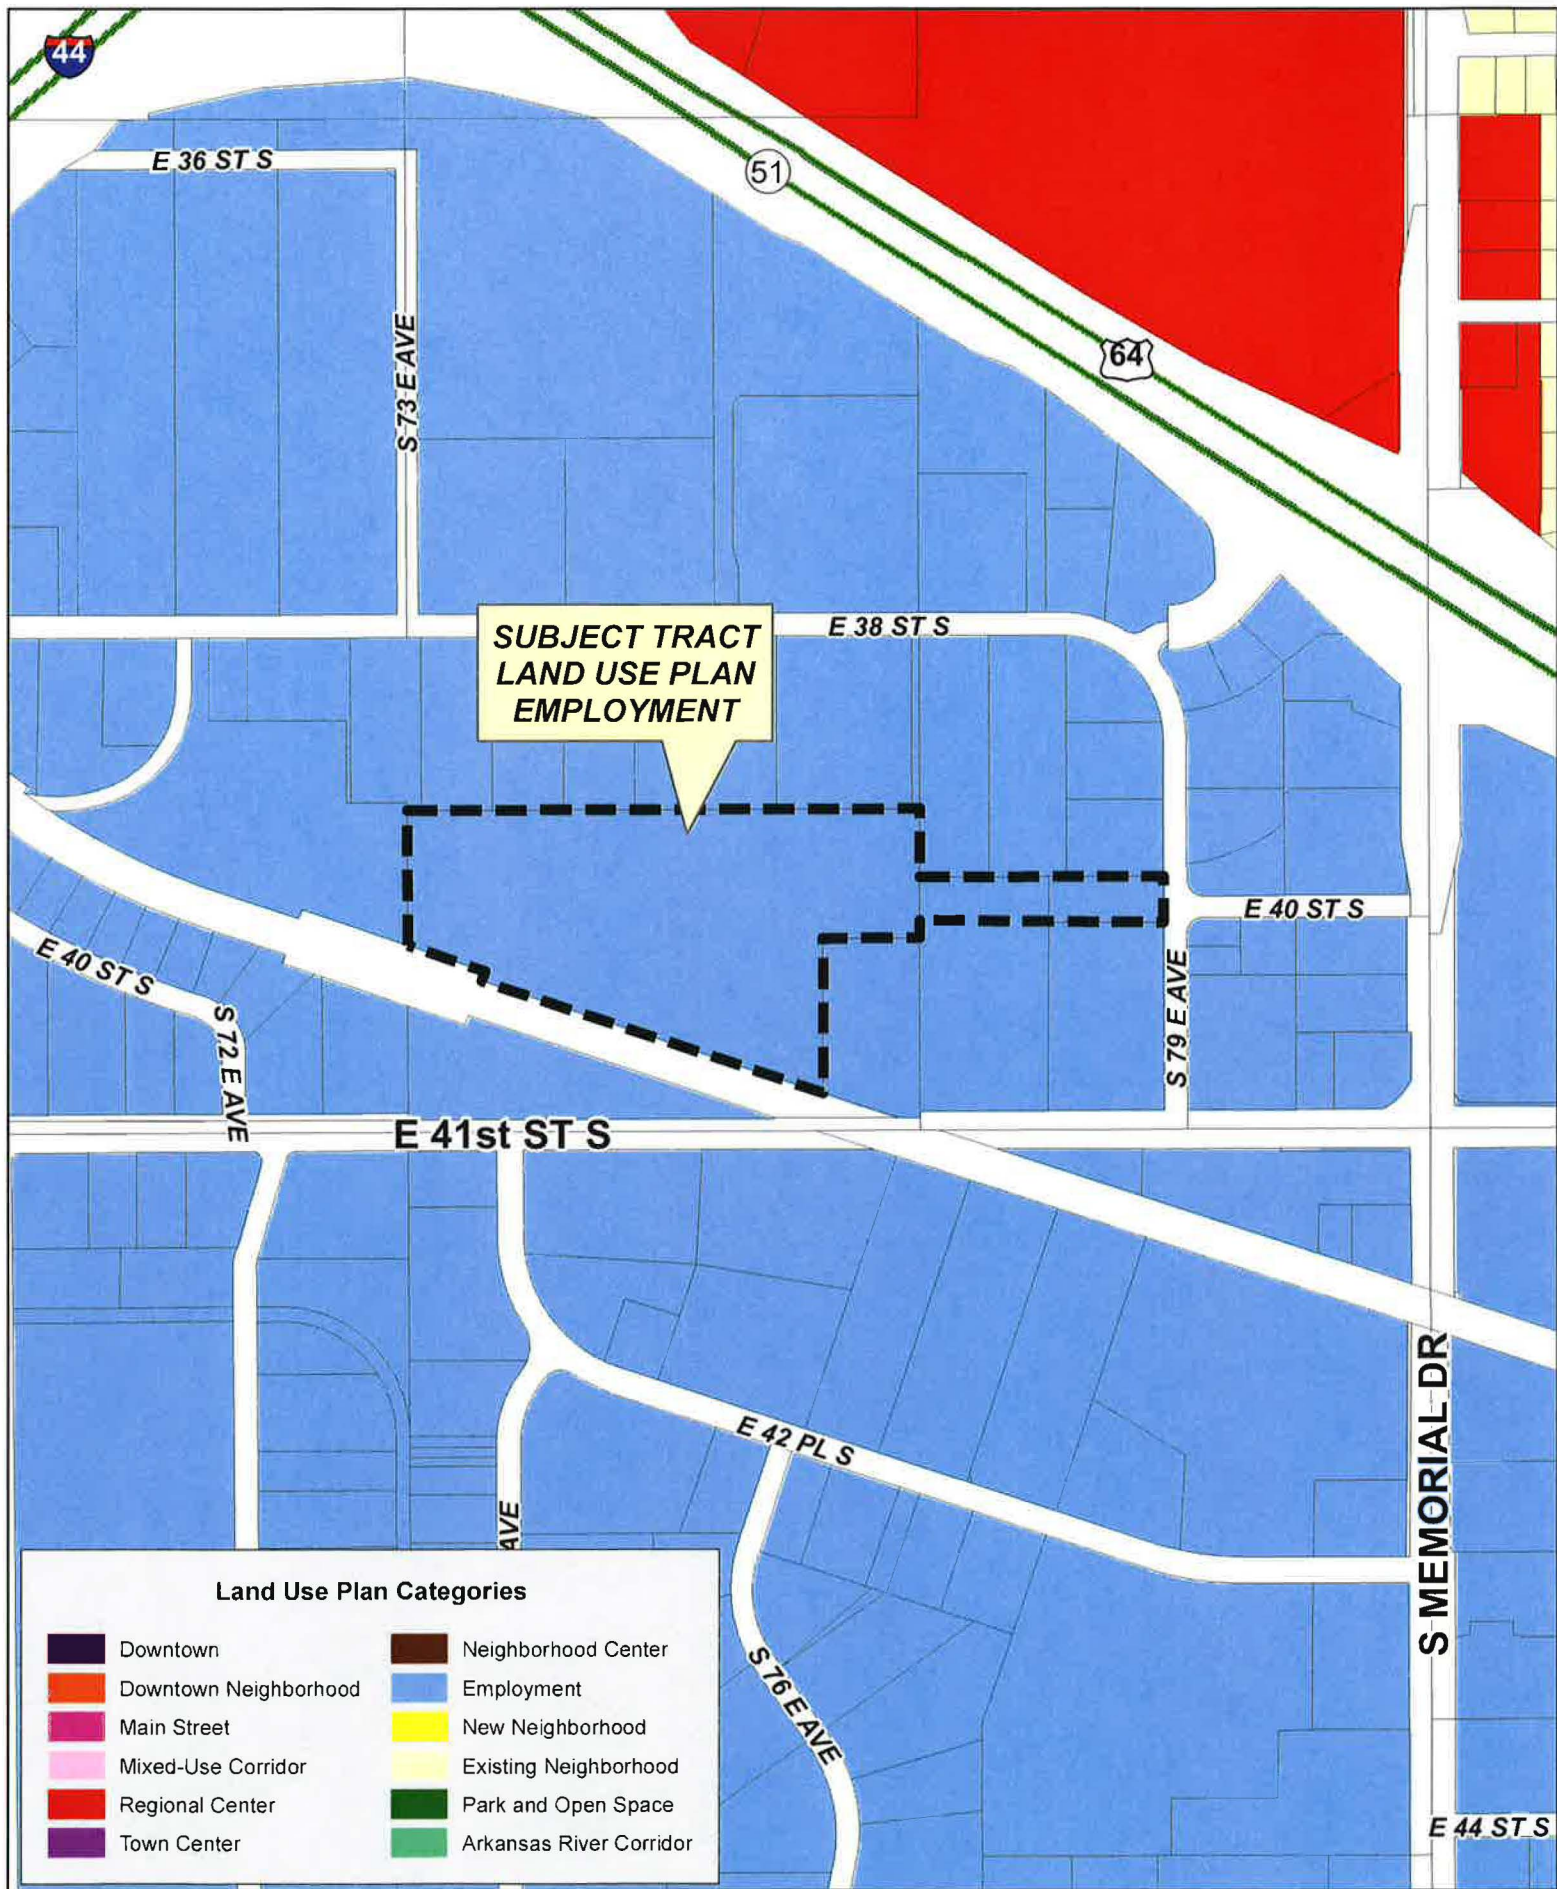 44
E 36 ST S
51
S 73 E AVE
64
SUBJECT TRACT
LAND USE PLAN
EMPLOYMENT
E 38 ST S
E 40 ST S
E 40 ST S
S 72 E AVE
S 79 E AVE
E 41st ST S
E 42 PL S
S MEMORIAL DR
AVE
S 76 E AVE
E 44 ST S
Land Use Plan Categories
Downtown
Downtown Neighborhood
Main Street
Mixed-Use Corridor
Regional Center
Town Center
Neighborhood Center
Employment
New Neighborhood
Existing Neighborhood
Park and Open Space
Arkansas River Corridor